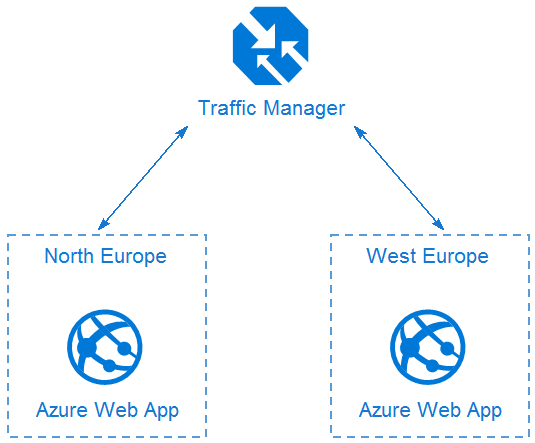 Traffic Manager
North Europe
West Europe
Azure Web App
Azure Web App